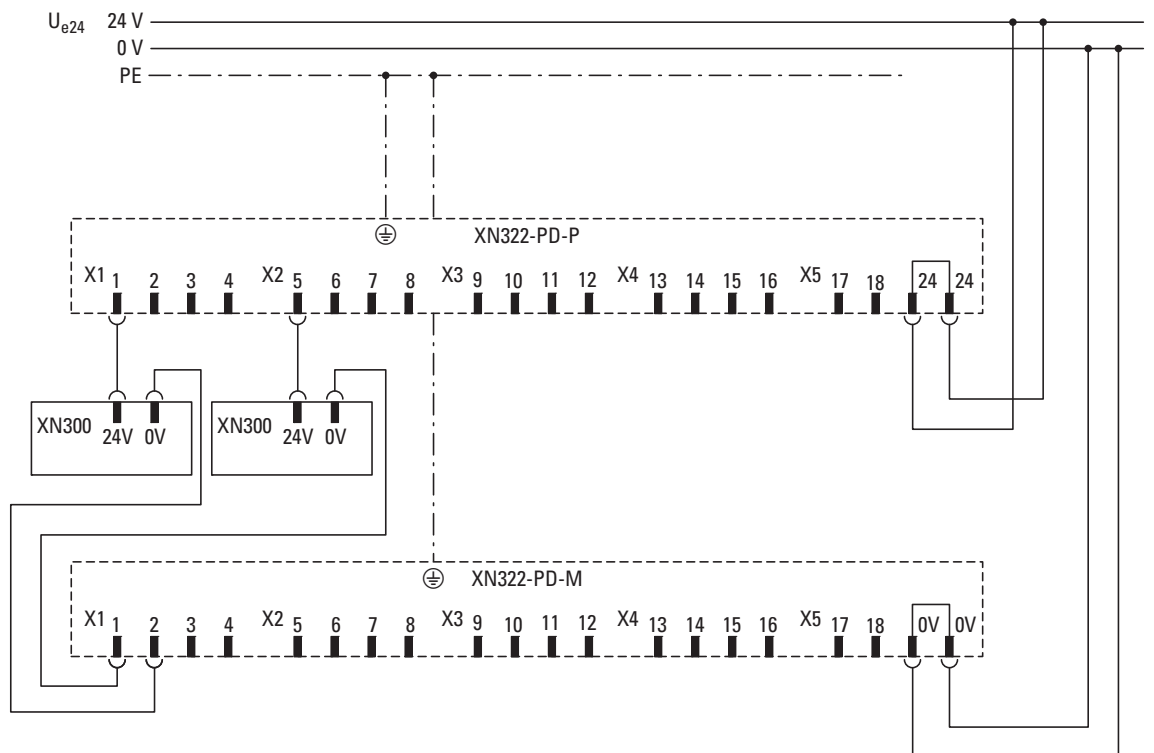 Ue24 24 V
0 V
PE
XN322-PD-P
X1 1 2 3 4 X2 5 6 7 8 X3 9 10 11 12 X4 13 14 15 16 X5 17 18 24 24
XN300 24V 0V XN300 24V 0V
XN322-PD-M
X1 1 2 3 4 X2 5 6 7 8 X3 9 10 11 12 X4 13 14 15 16 X5 17 18 0V 0V